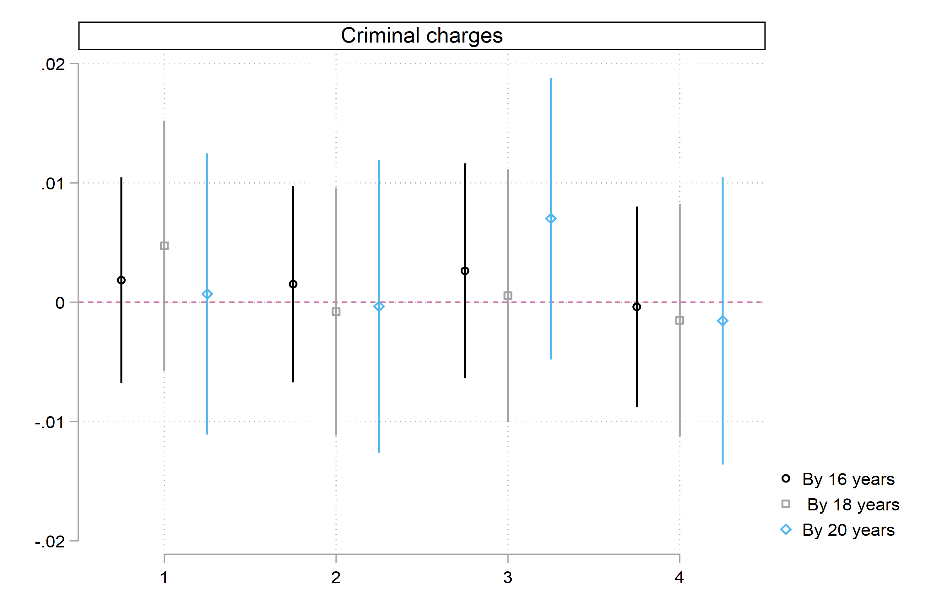 Criminal charges
.02
.01
0
-.01
-.02
1 2 3 4
By 16 years
By 18 years
By 20 years